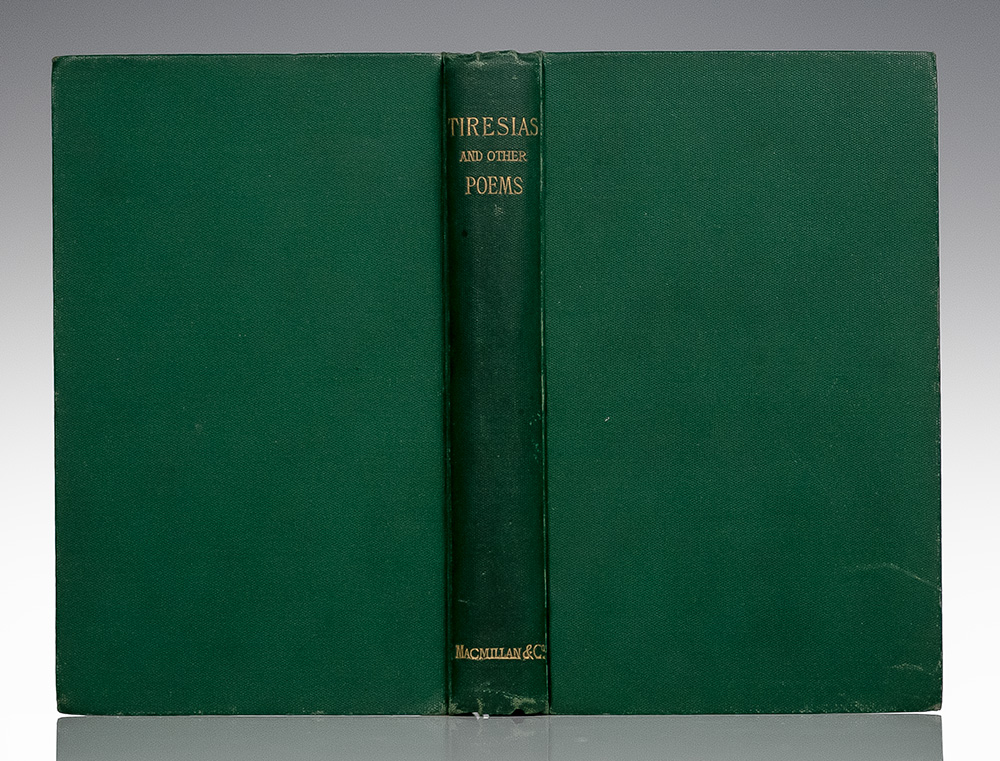 TIRESIAS
AND OTHER
POEMS
MACMILLAN & Co.